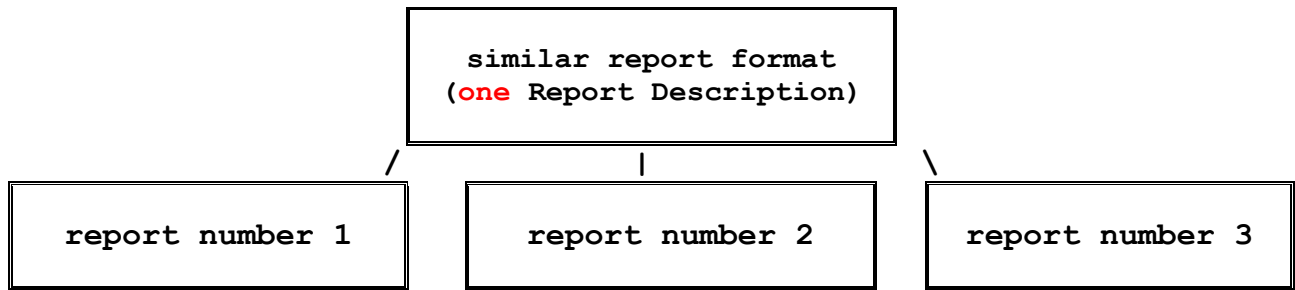 similar report format
(one Report Description)
/ | \
report number 1 report number 2 report number 3